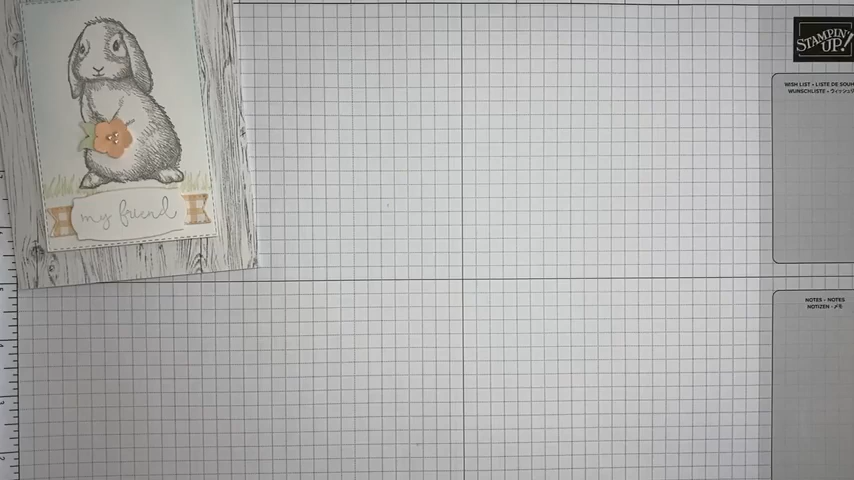 my friend
STAMPIN'
UP!
WISH LIST • LISTE DE SOUH
WUNSCHLISTE • ウィッシュリ
NOTES • NOTES
NOTIZEN • メモ